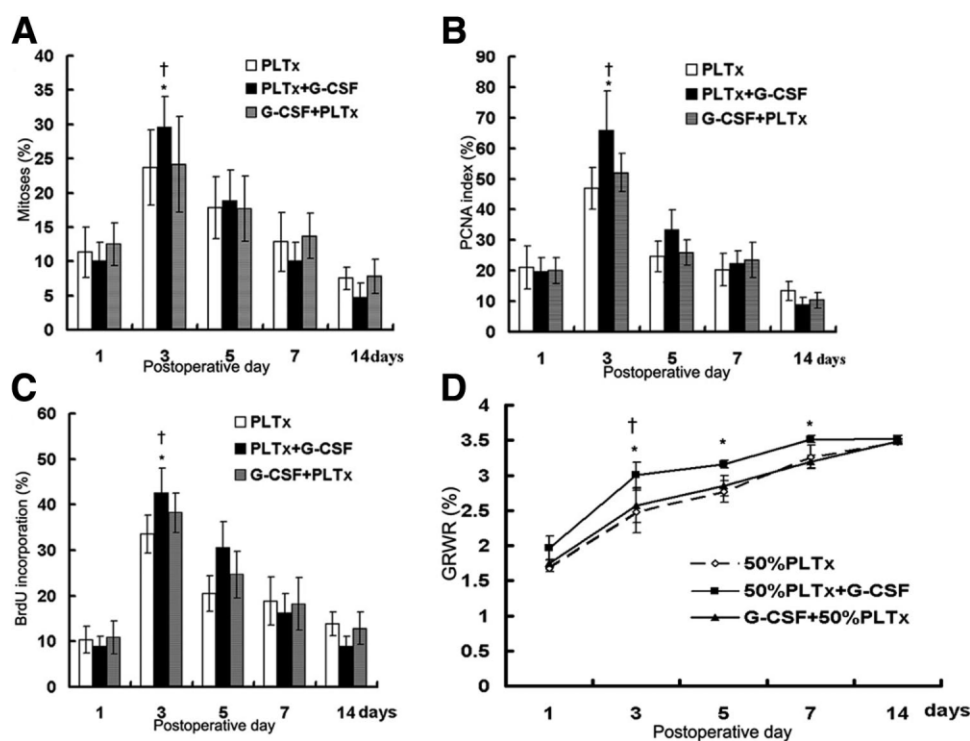 A
Mitoses (%)
40
35
30
25
20
15
10
5
0
†
*
PLTx
PLTx+G-CSF
G-CSF+PLTx
1 3 5 7 14days
Postoperative day
B
PCNA index (%)
90
80
70
60
50
40
30
20
10
0
†
*
PLTx
PLTx+G-CSF
G-CSF+PLTx
1 3 5 7 14 days
Postoperative day
C
BrdU incorporation (%)
60
50
40
30
20
10
0
†
*
PLTx
PLTx+G-CSF
G-CSF+PLTx
1 3 5 7 14 days
Postoperative day
D
GRWR (%)
4
3.5
3
2.5
2
1.5
1
0.5
0
†
* * *
50%PLTx
50%PLTx+G-CSF
G-CSF+50%PLTx
1 3 5 7 14
Postoperative day